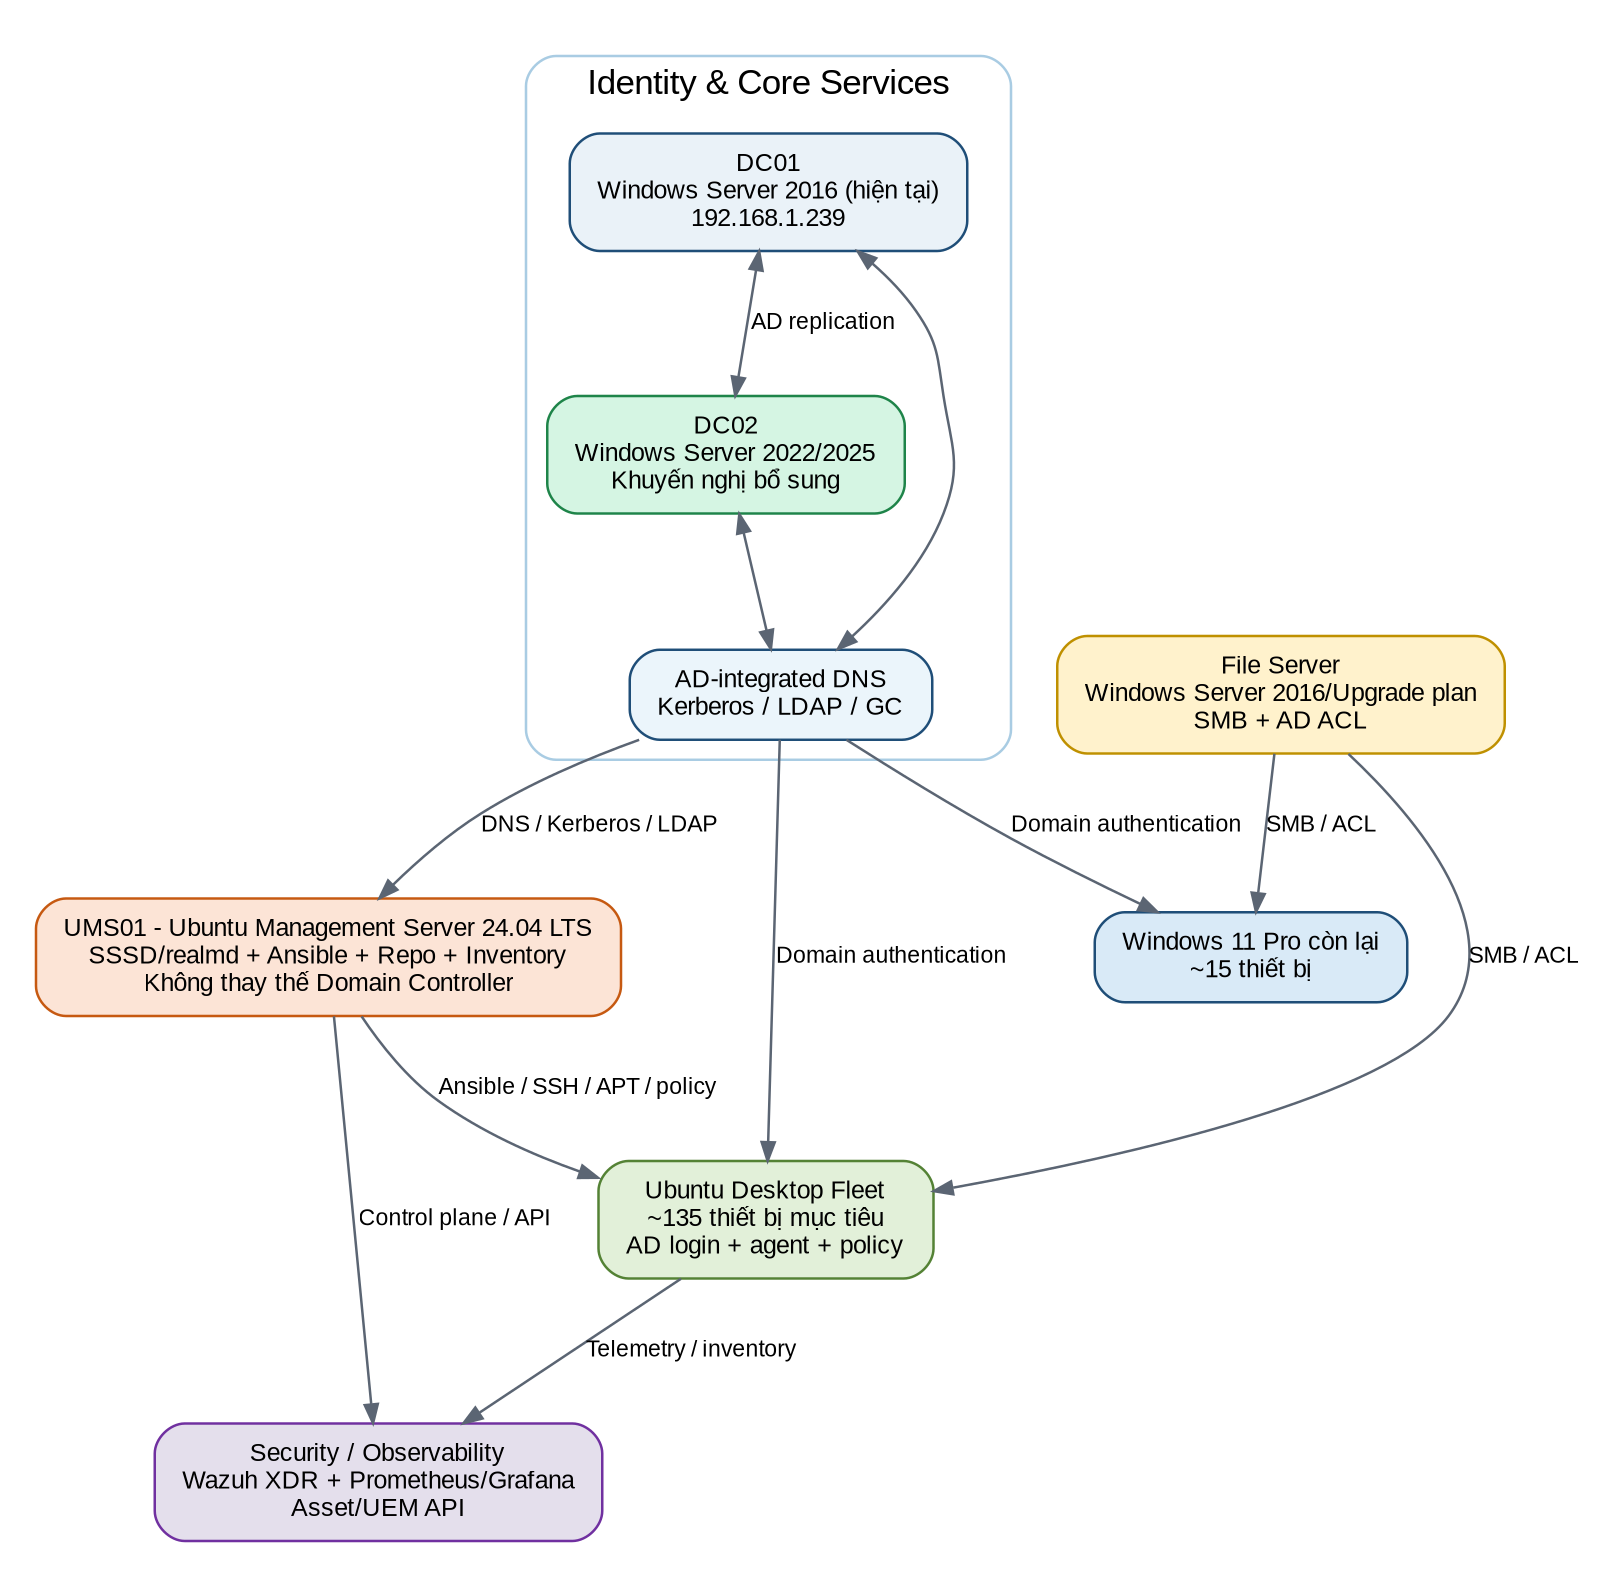 Identity & Core Services
DC01
Windows Server 2016 (hiện tại)
192.168.1.239
AD replication
DC02
Windows Server 2022/2025
Khuyến nghị bổ sung
AD-integrated DNS
Kerberos / LDAP / GC
File Server
Windows Server 2016/Upgrade plan
SMB + AD ACL
DNS / Kerberos / LDAP
Domain authentication
SMB / ACL
UMS01 - Ubuntu Management Server 24.04 LTS
SSSD/realmd + Ansible + Repo + Inventory
Không thay thế Domain Controller
Domain authentication
Windows 11 Pro còn lại
~15 thiết bị
SMB / ACL
Ansible / SSH / APT / policy
Control plane / API
Ubuntu Desktop Fleet
~135 thiết bị mục tiêu
AD login + agent + policy
Telemetry / inventory
Security / Observability
Wazuh XDR + Prometheus/Grafana
Asset/UEM API